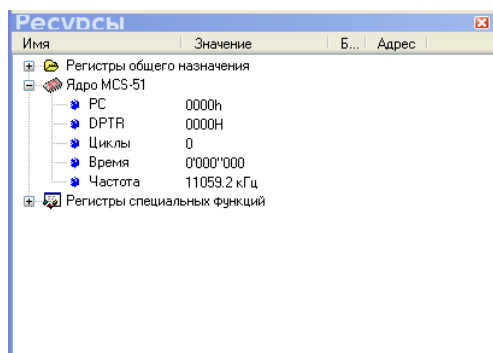 Ресурсы
Имя Значение Б... Адрес
Регистры общего назначения
Ядро MCS-51
PC 0000h
DPTR 0000H
Циклы 0
Время 0'000"000
Частота 11059.2 кГц
Регистры специальных функций